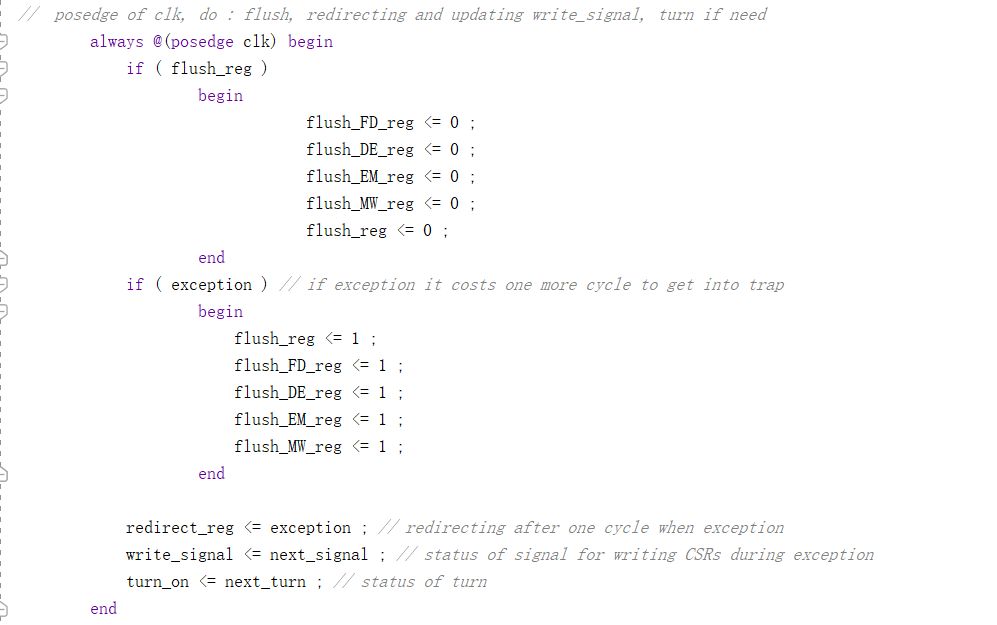 //  posedge of clk, do : flush, redirecting and updating write_signal, turn if need
always @(posedge clk) begin
if ( flush_reg )
begin
flush_FD_reg <= 0 ;
flush_DE_reg <= 0 ;
flush_EM_reg <= 0 ;
flush_MW_reg <= 0 ;
flush_reg <= 0 ;
end
if ( exception ) // if exception it costs one more cycle to get into trap
begin
flush_reg <= 1 ;
flush_FD_reg <= 1 ;
flush_DE_reg <= 1 ;
flush_EM_reg <= 1 ;
flush_MW_reg <= 1 ;
end
redirect_reg <= exception ; // redirecting after one cycle when exception
write_signal <= next_signal ; // status of signal for writing CSRs during exception
turn_on <= next_turn ; // status of turn
end